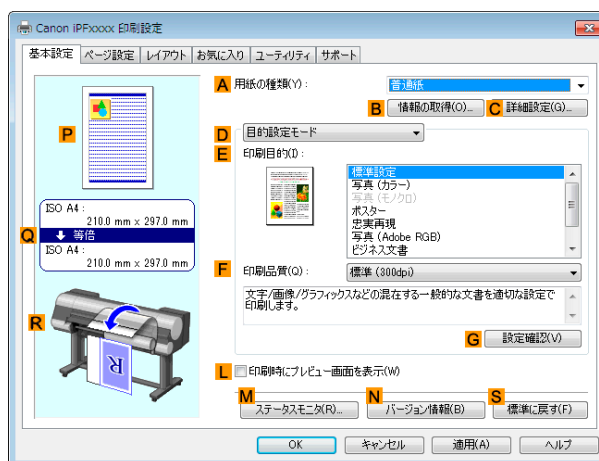 Canon iPFxxxx 印刷設定
基本設定 ページ設定 レイアウト お気に入り ユーティリティ サポート
A 用紙の種類(Y) : 普通紙
B 情報の取得(O)... C 詳細設定(G)...
P
D 目的設定モード
E 印刷目的(I) :
標準設定
写真 (カラー)
写真 (モノクロ)
ポスター
忠実再現
写真 (Adobe RGB)
ビジネス文書
ISO A4 :
210.0 mm x 297.0 mm
Q 等倍
ISO A4 :
210.0 mm x 297.0 mm
F 印刷品質(Q) : 標準 (300dpi)
文字/画像/グラフィックスなどの混在する一般的な文書を適切な設定で
印刷します。
R
R
G 設定確認(V)
L 印刷時にプレビュー画面を表示(W)
M N S
ステータスモニタ(R)... バージョン情報(B) 標準に戻す(F)
OK キャンセル 適用(A) ヘルプ